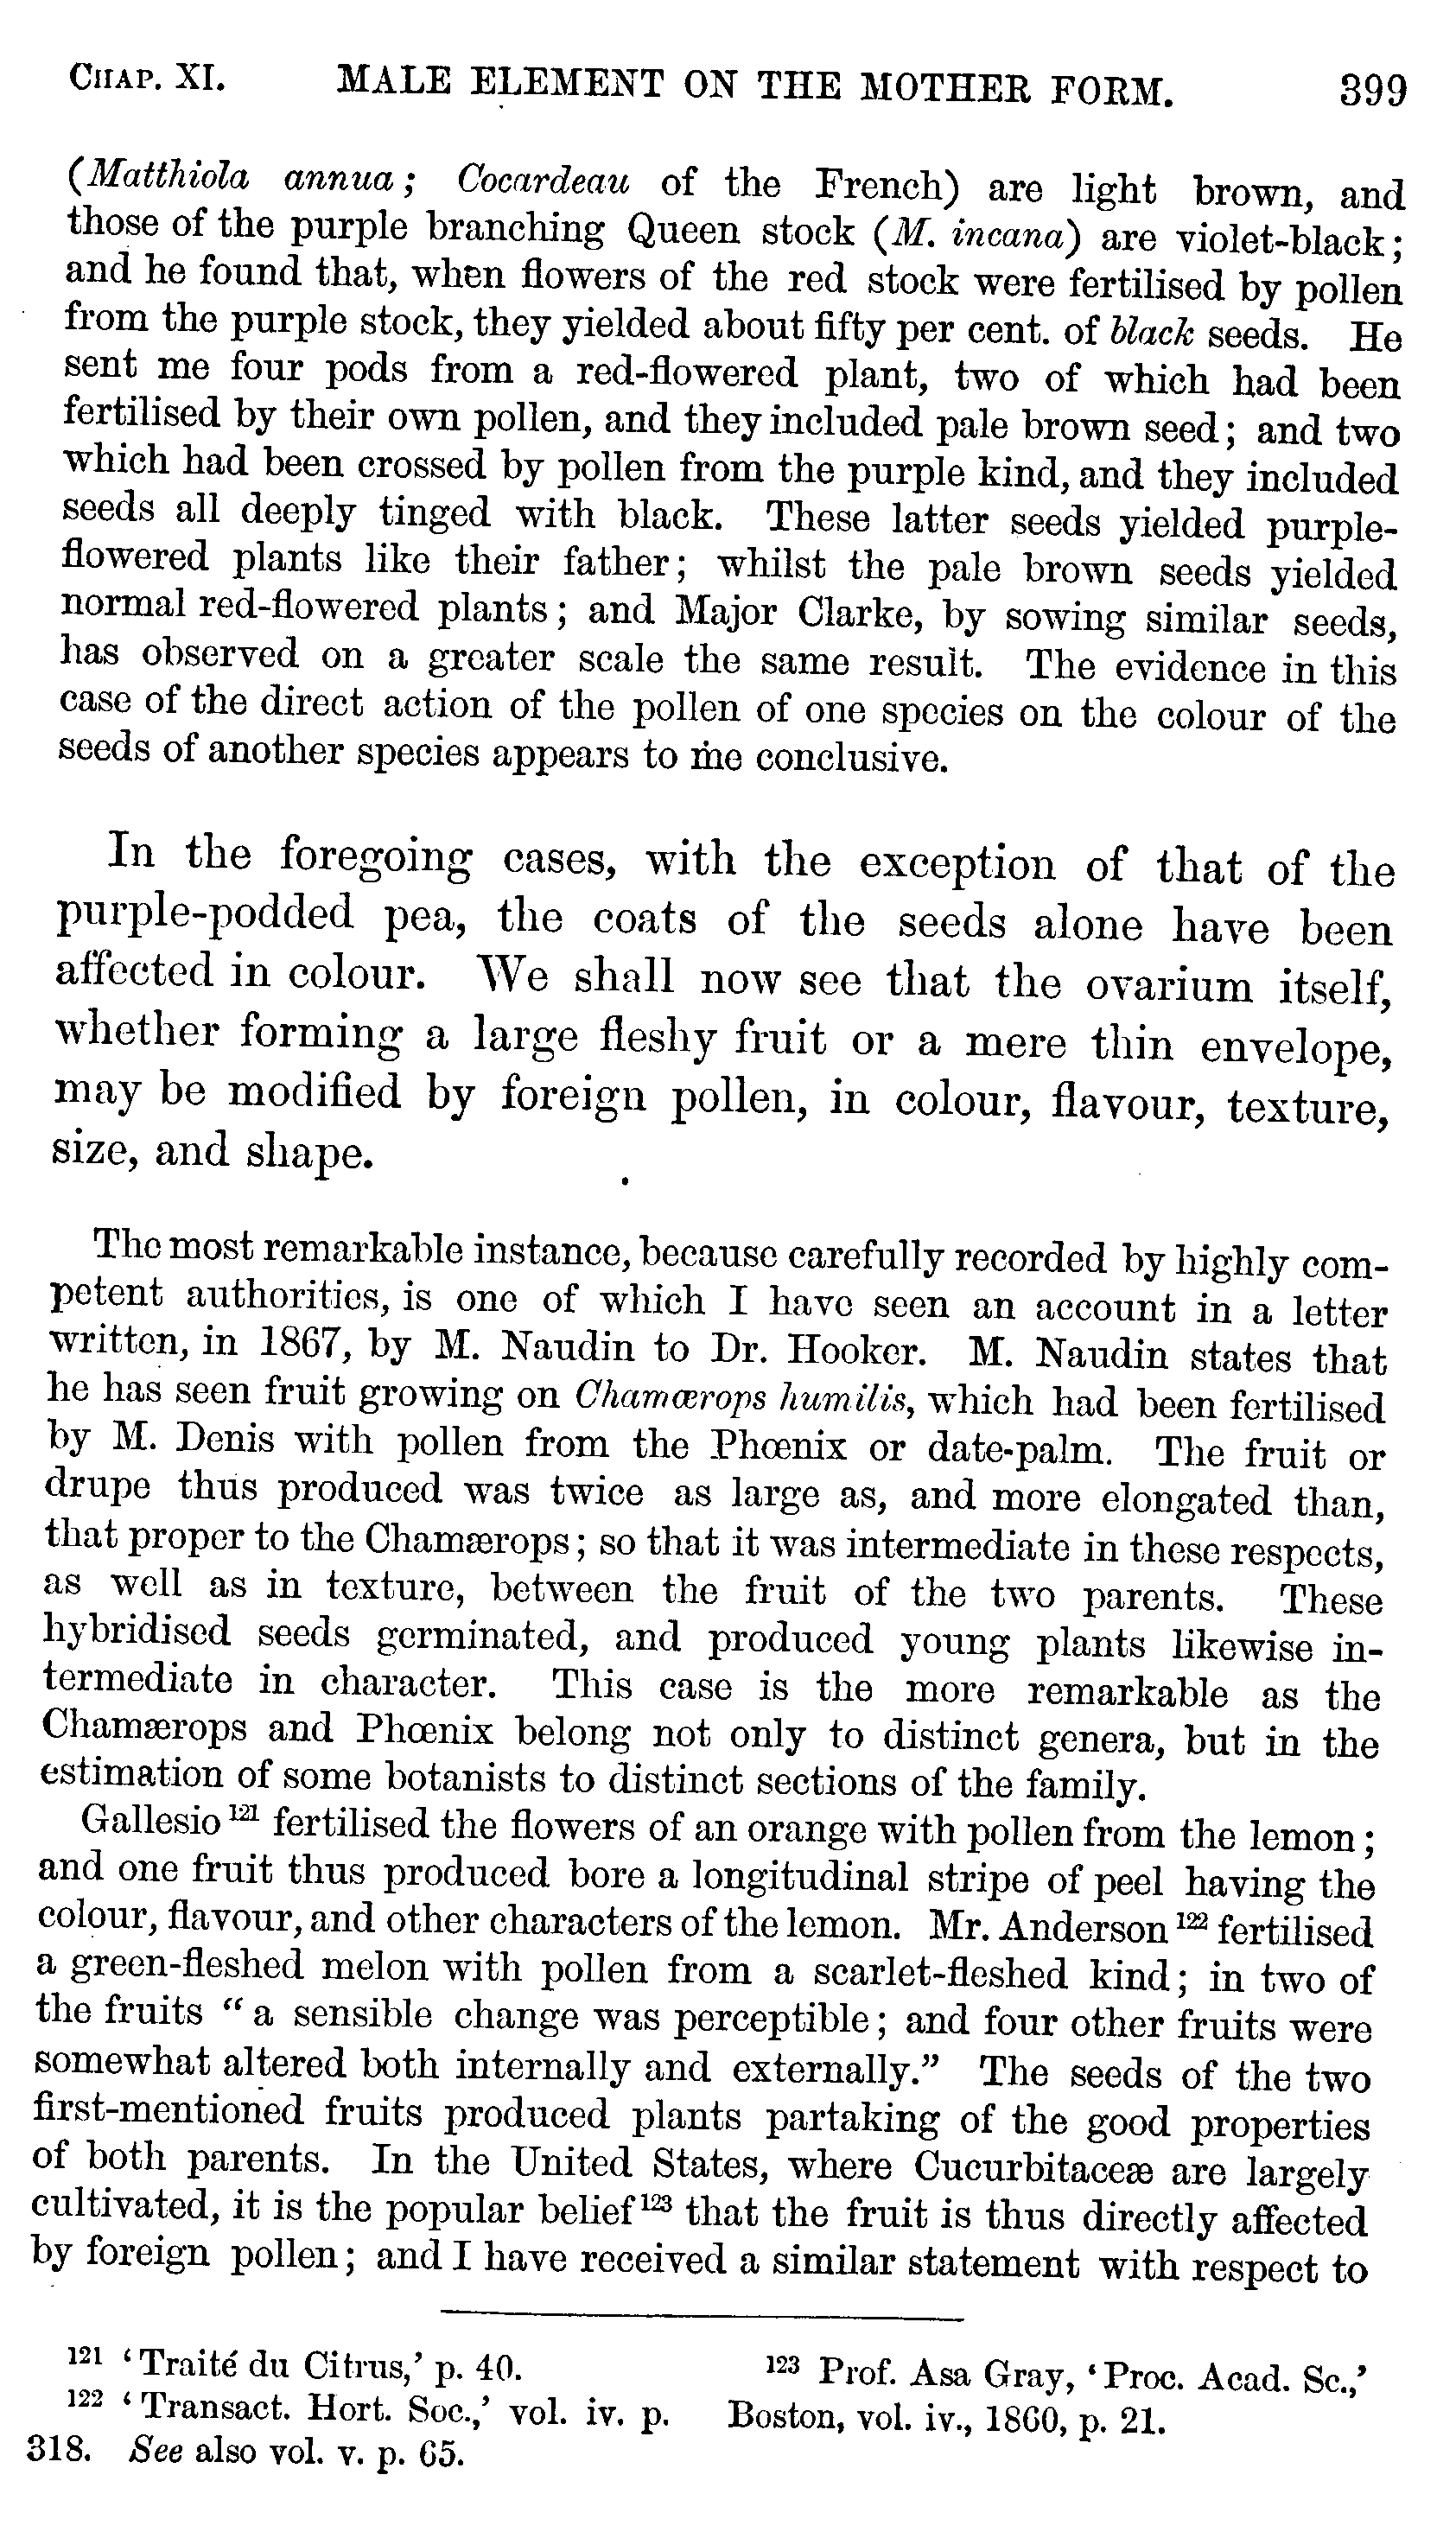 CHAP. XI. MALE ELEMENT ON THE MOTHER FORM. 399
(Matthiola annua; Cocardeau of the French) are light brown, and
those of the purple branching Queen stock (M. incana) are violet-black;
and he found that, when flowers of the red stock were fertilised by pollen
from the purple stock, they yielded about fifty per cent. of black seeds. He
sent me four pods from a red-flowered plant, two of which had been
fertilised by their own pollen, and they included pale brown seed; and two
which had been crossed by pollen from the purple kind, and they included
seeds all deeply tinged with black. These latter seeds yielded purple-
flowered plants like their father; whilst the pale brown seeds yielded
normal red-flowered plants; and Major Clarke, by sowing similar seeds,
has observed on a greater scale the same result. The evidence in this
case of the direct action of the pollen of one species on the colour of the
seeds of another species appears to me conclusive.
In the foregoing cases, with the exception of that of the
purple-podded pea, the coats of the seeds alone have been
affected in colour. We shall now see that the ovarium itself,
whether forming a large fleshy fruit or a mere thin envelope,
may be modified by foreign pollen, in colour, flavour, texture,
size, and shape.
The most remarkable instance, because carefully recorded by highly com-
petent authorities, is one of which I have seen an account in a letter
written, in 1867, by M. Naudin to Dr. Hooker. M. Naudin states that
he has seen fruit growing on Chamærops humilis, which had been fertilised
by M. Denis with pollen from the Phœnix or date-palm. The fruit or
drupe thus produced was twice as large as, and more elongated than,
that proper to the Chamærops; so that it was intermediate in these respects,
as well as in texture, between the fruit of the two parents. These
hybridised seeds germinated, and produced young plants likewise in-
termediate in character. This case is the more remarkable as the
Chamærops and Phœnix belong not only to distinct genera, but in the
estimation of some botanists to distinct sections of the family.
Gallesio¹²¹ fertilised the flowers of an orange with pollen from the lemon;
and one fruit thus produced bore a longitudinal stripe of peel having the
colour, flavour, and other characters of the lemon. Mr. Anderson¹²² fertilised
a green-fleshed melon with pollen from a scarlet-fleshed kind; in two of
the fruits “a sensible change was perceptible; and four other fruits were
somewhat altered both internally and externally.” The seeds of the two
first-mentioned fruits produced plants partaking of the good properties
of both parents. In the United States, where Cucurbitaceæ are largely
cultivated, it is the popular belief¹²³ that the fruit is thus directly affected
by foreign pollen; and I have received a similar statement with respect to
¹²¹ ‘Traité du Citrus,’ p. 40.
¹²² ‘Transact. Hort. Soc.,’ vol. iv. p.
318. See also vol. v. p. 65.
¹²³ Prof. Asa Gray, ‘Proc. Acad. Sc.,’
Boston, vol. iv., 1860, p. 21.